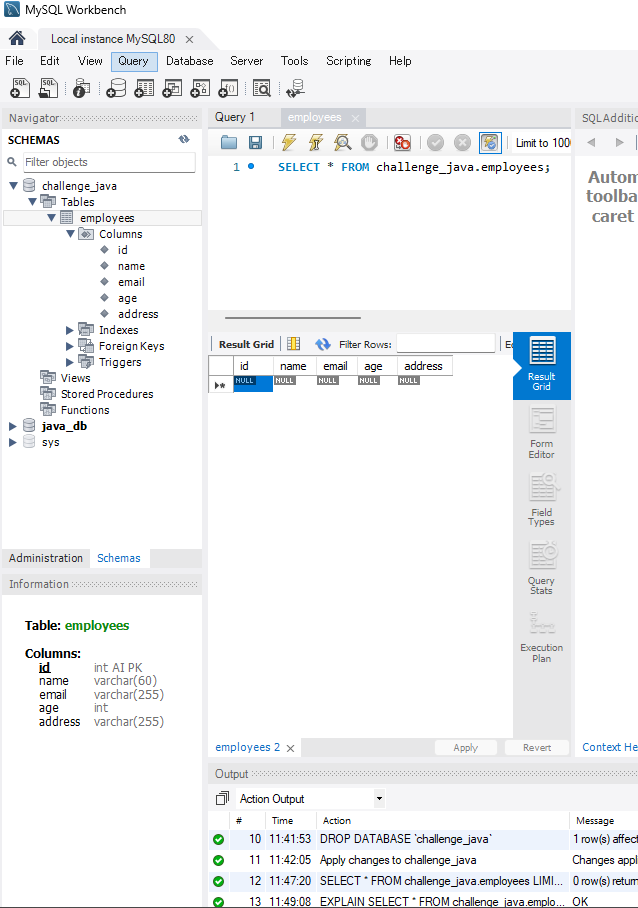 MySQL Workbench
Local instance MySQL80
File Edit View Query Database Server Tools Scripting Help
Navigator
SCHEMAS
Filter objects
challenge_java
Tables
employees
Columns
id
name
email
age
address
Indexes
Foreign Keys
Triggers
Views
Stored Procedures
Functions
java_db
sys
Administration Schemas
Information
Table: employees
Columns:
id int AI PK
name varchar(60)
email varchar(255)
age int
address varchar(255)
Query 1 employees
Limit to 1000
1 SELECT * FROM challenge_java.employees;
Result Grid Filter Rows: Ed
id name email age address
NULL NULL NULL NULL NULL
Result Grid
Form Editor
Field Types
Query Stats
Execution Plan
employees 2 Apply Revert
SQLAddition
Autom
toolba
caret
Context He
Output
Action Output
# Time Action Message
10 11:41:53 DROP DATABASE `challenge_java` 1 row(s) affect
11 11:42:05 Apply changes to challenge_java Changes appl
12 11:47:20 SELECT * FROM challenge_java.employees LIMI... 0 row(s) return
13 11:49:08 EXPLAIN SELECT * FROM challenge_java.emplo... OK